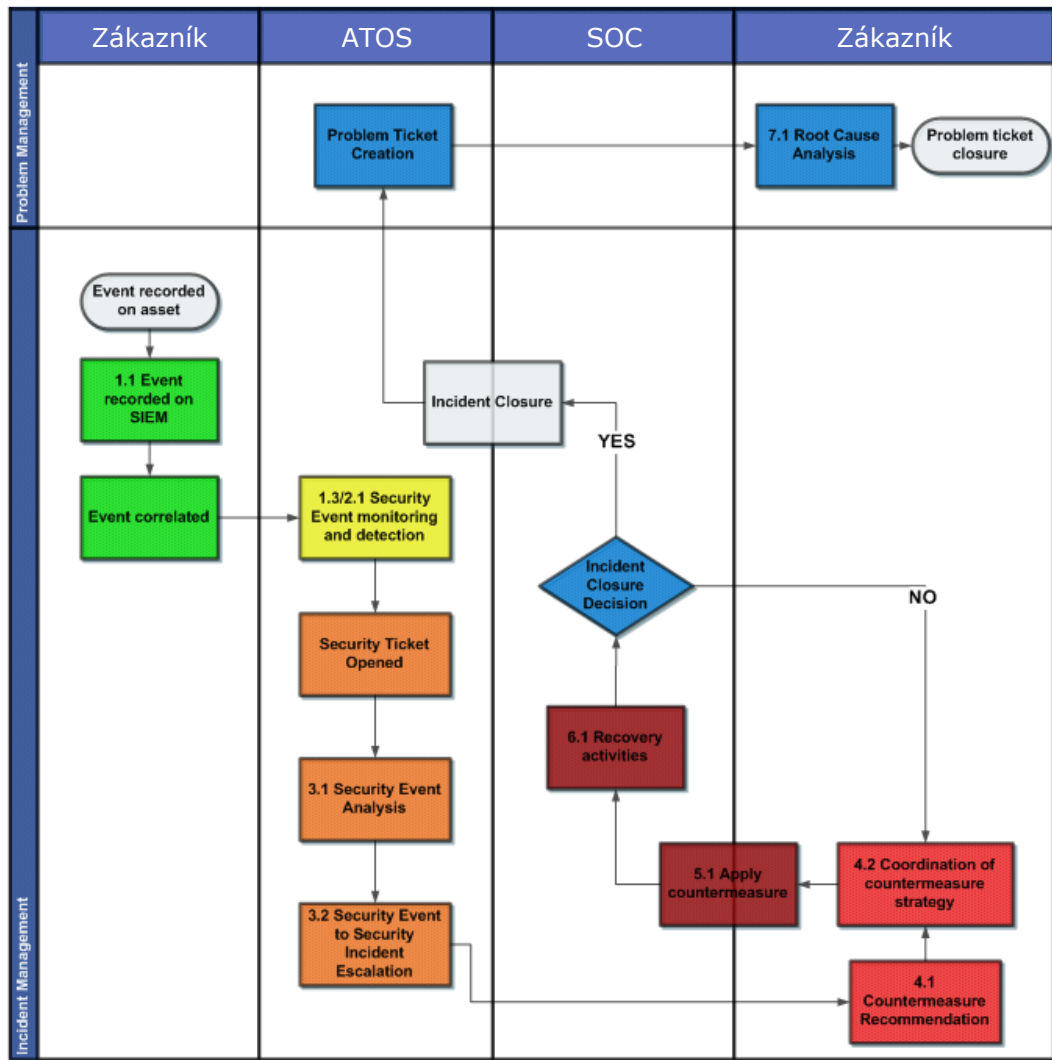 Zákazník
ATOS
SOC
Zákazník
Problem Management
Problem Ticket
Creation
7.1 Root Cause
Analysis
Problem ticket
closure
Incident Management
Event recorded
on asset
1.1 Event
recorded on
SIEM
Event correlated
1.3/2.1 Security
Event monitoring
and detection
Security Ticket
Opened
3.1 Security Event
Analysis
3.2 Security Event
to Security
Incident
Escalation
Incident Closure
YES
Incident
Closure
Decision
NO
6.1 Recovery
activities
5.1 Apply
countermeasure
4.2 Coordination of
countermeasure
strategy
4.1
Countermeasure
Recommendation